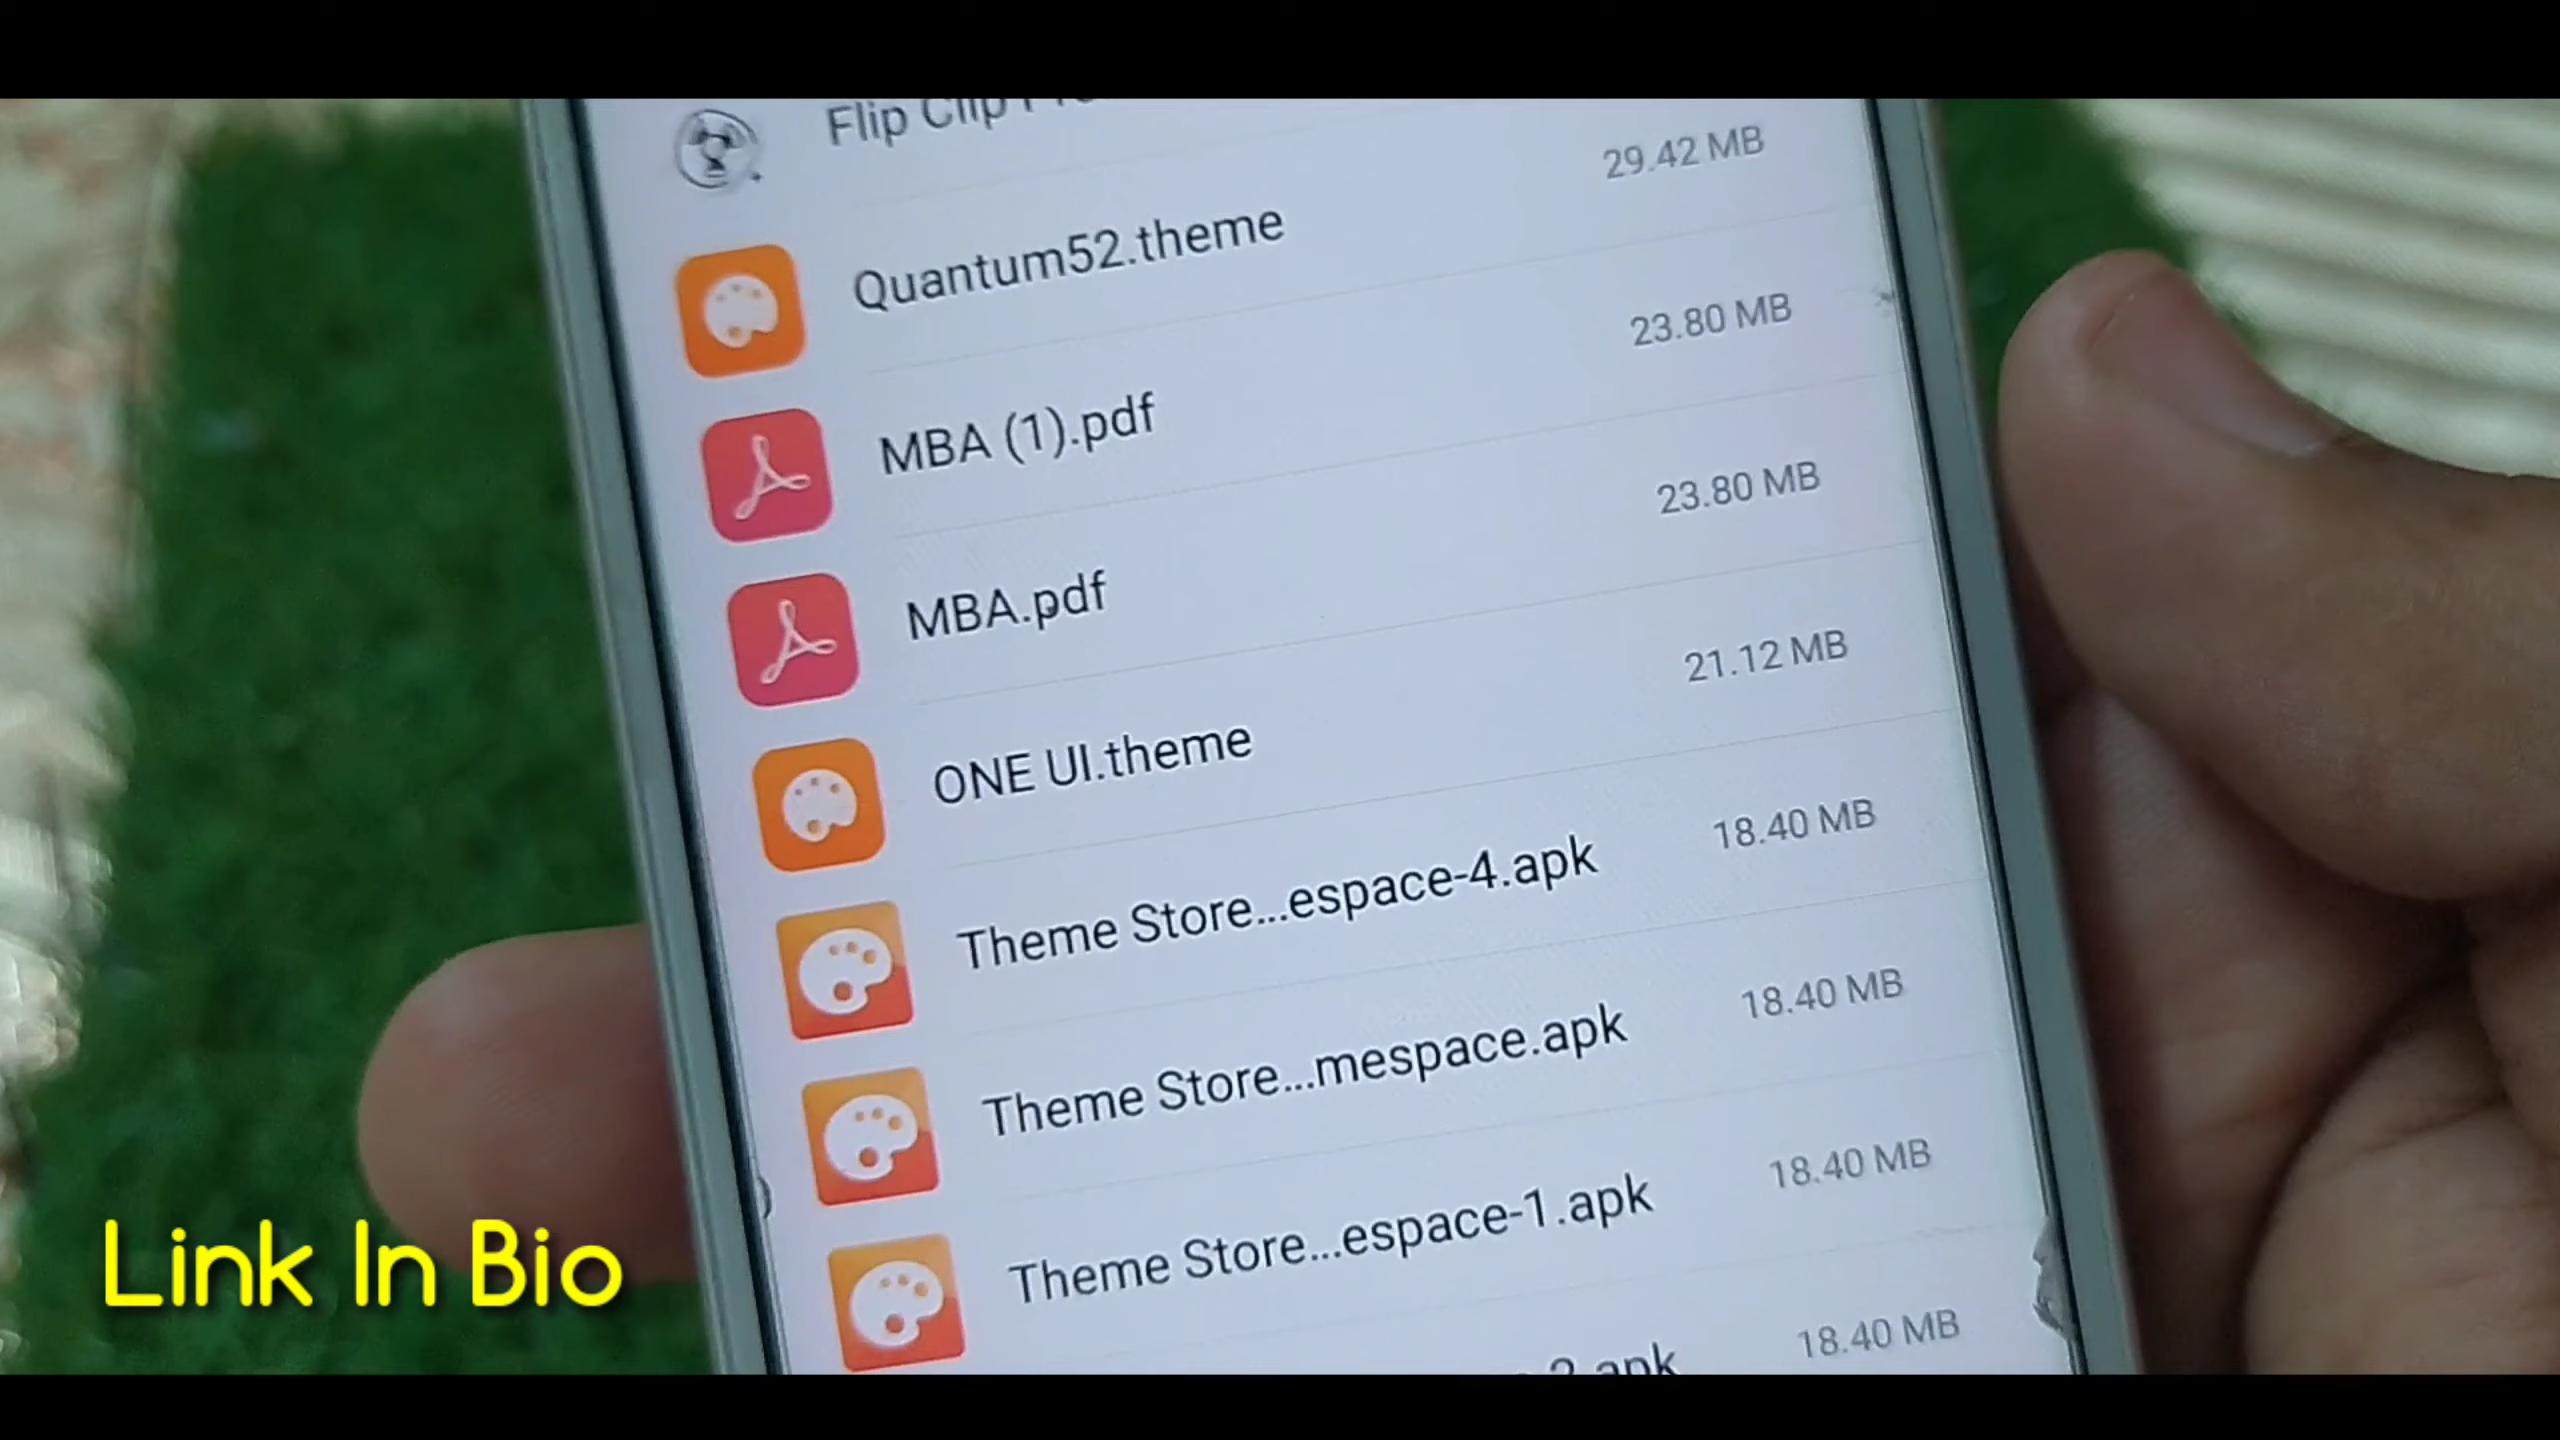 Flip Clip
Quantum52.theme 29.42 MB
MBA (1).pdf 23.80 MB
MBA.pdf 23.80 MB
ONE UI.theme 21.12 MB
Theme Store...espace-4.apk 18.40 MB
Theme Store...mespace.apk 18.40 MB
Theme Store...espace-1.apk 18.40 MB
18.40 MB
Link In Bio